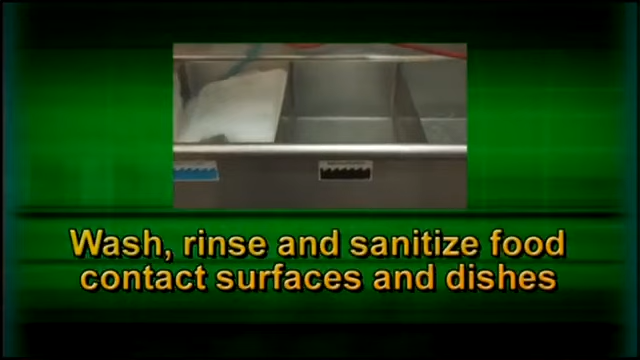 Wash, rinse and sanitize food
contact surfaces and dishes